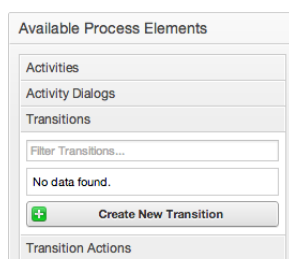 Available Process Elements
Activities
Activity Dialogs
Transitions
Filter Transitions...
No data found.
Create New Transition
Transition Actions